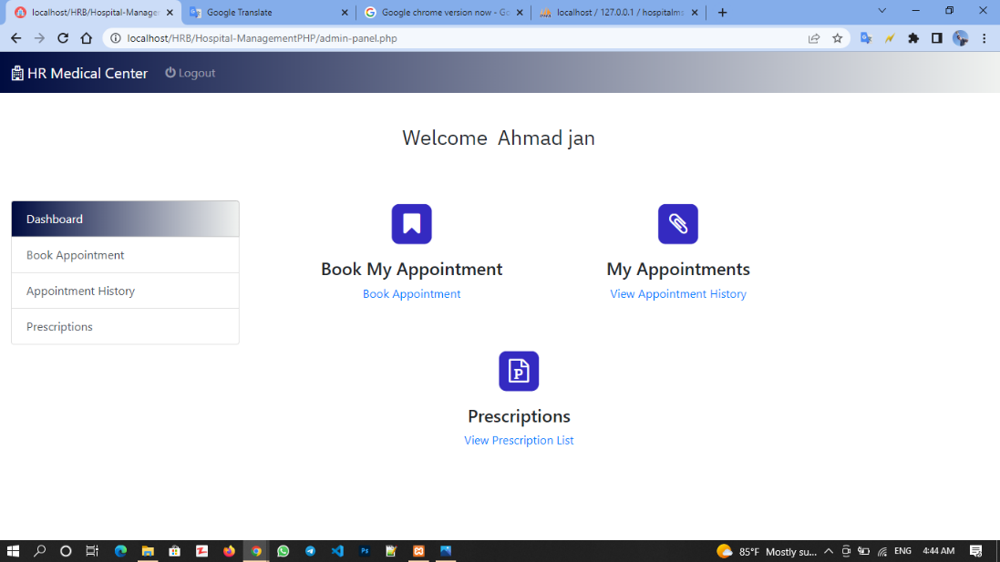 localhost/HRB/Hospital-Manager
Google Translate
Google chrome version now - Go
localhost / 127.0.0.1 / hospitalms
localhost/HRB/Hospital-ManagementPHP/admin-panel.php
HR Medical Center Logout
Welcome Ahmad jan
Dashboard
Book Appointment
Appointment History
Prescriptions
Book My Appointment
Book Appointment
My Appointments
View Appointment History
P
Prescriptions
View Prescription List
Ps
85°F Mostly su... ENG 4:44 AM